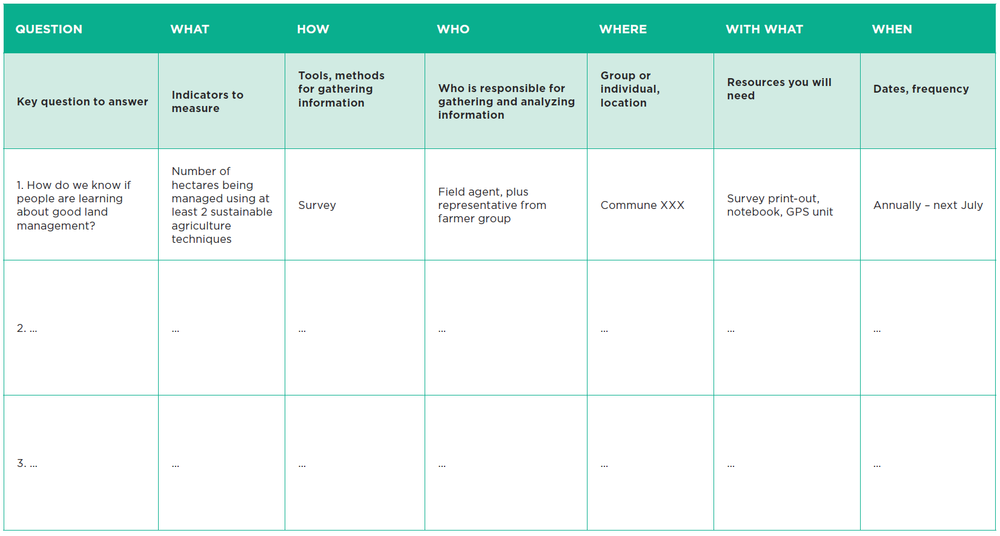 QUESTION
WHAT
HOW
WHO
WHERE
WITH WHAT
WHEN
Key question to answer
Indicators to
measure
Tools, methods
for gathering
information
Who is responsible for
gathering and analyzing
information
Group or
individual,
location
Resources you will
need
Dates, frequency
1. How do we know if
people are learning
about good land
management?
Number of
hectares being
managed using at
least 2 sustainable
agriculture
techniques
Survey
Field agent, plus
representative from
farmer group
Commune XXX
Survey print-out,
notebook, GPS unit
Annually – next July
2. ...
...
...
...
...
...
...
3. ...
...
...
...
...
...
...